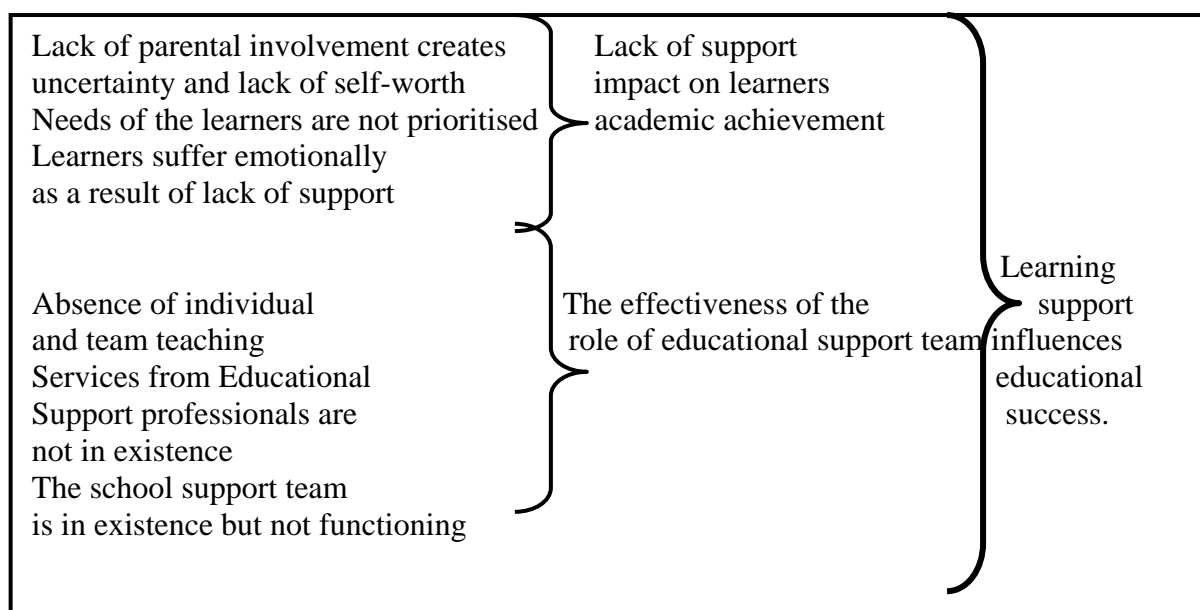 Lack of parental involvement creates
uncertainty and lack of self-worth
Needs of the learners are not prioritised
Learners suffer emotionally
as a result of lack of support
Lack of support
impact on learners
academic achievement
Absence of individual
and team teaching
Services from Educational
Support professionals are
not in existence
The school support team
is in existence but not functioning
The effectiveness of the
role of educational support team
Learning
support
influences
educational
success.